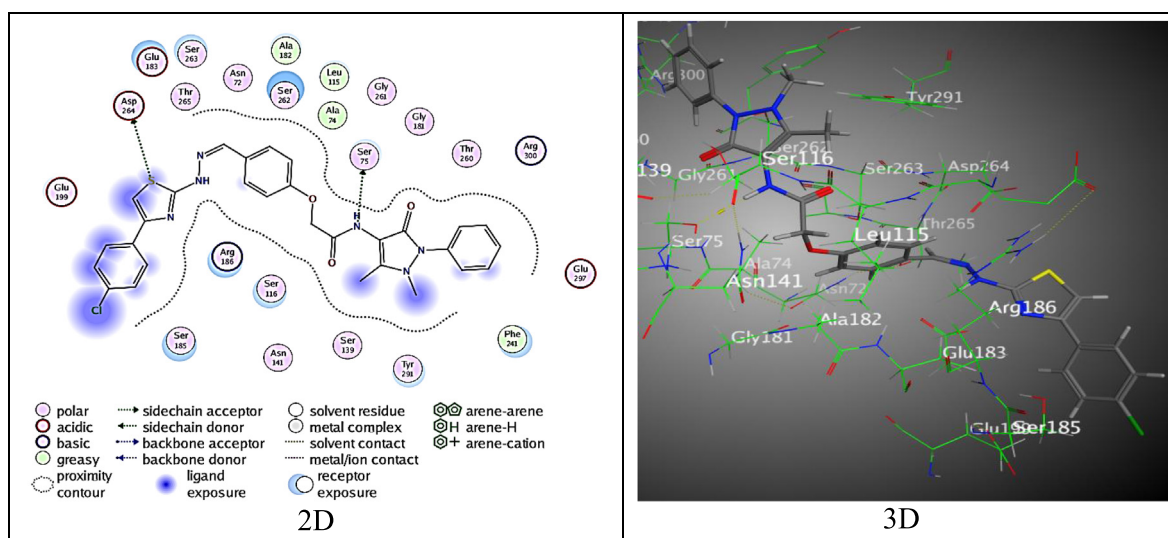 Glu 183
Ser 263
Ala 182
Asn 72
Leu 115
Asp 264
Thr 265
Ser 262
Gly 261
Ala 74
Gly 181
Ser 75
Thr 260
Arg 300
Glu 199
N
NH
S
N
O
O
N
H
O
N
N
Cl
Arg 186
Ser 116
Glu 297
Ser 185
Asn 141
Ser 139
Tyr 291
Phe 241
polar
acidic
basic
greasy
proximity contour
sidechain acceptor
sidechain donor
backbone acceptor
backbone donor
ligand exposure
solvent residue
metal complex
solvent contact
metal/ion contact
receptor exposure
arene-arene
H arene-H
+ arene-cation
2D
Arg300
Tyr291
Ser262
Ser116
139
Gly261
Ser263
Asp264
Thr265
Leu115
Ser75
Ala74
Asn141
Asn72
Arg186
Ala182
Gly181
Glu183
Glu199
Ser185
3D